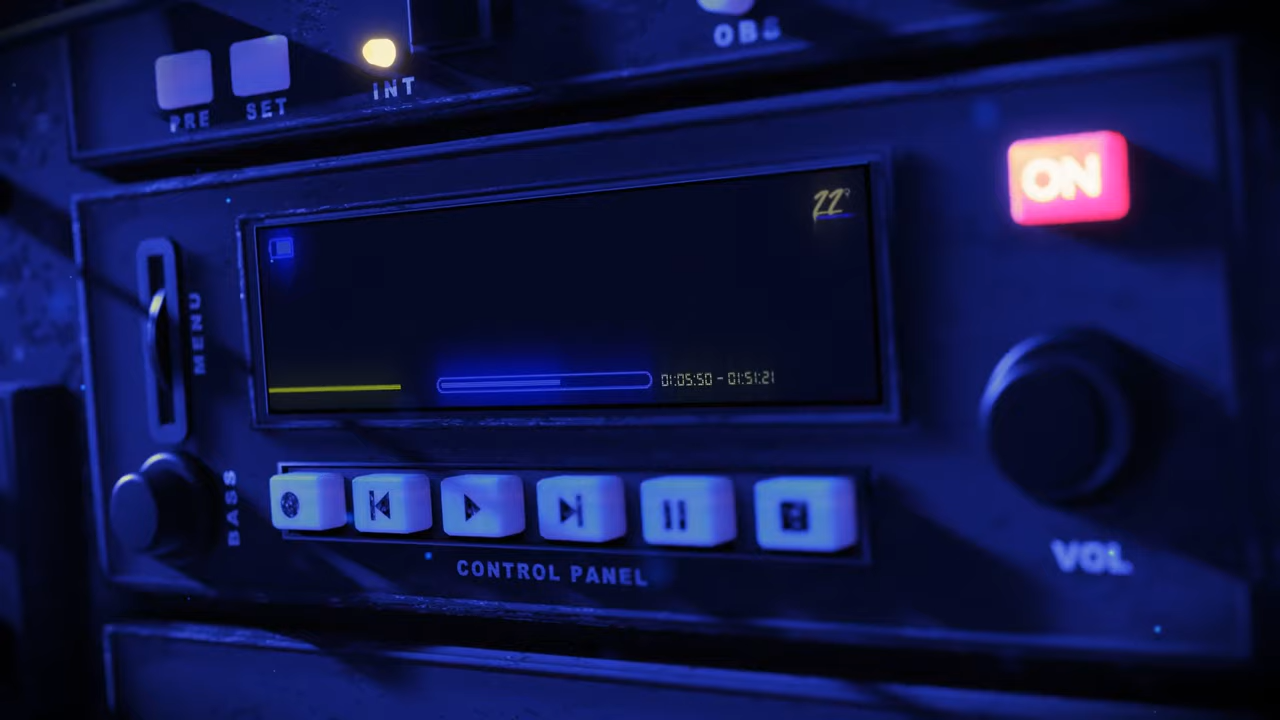 PRE
SET
INT
OBS
ON
22°
MENU
01:05:50 - 01:51:21
BASS
CONTROL PANEL
VOL